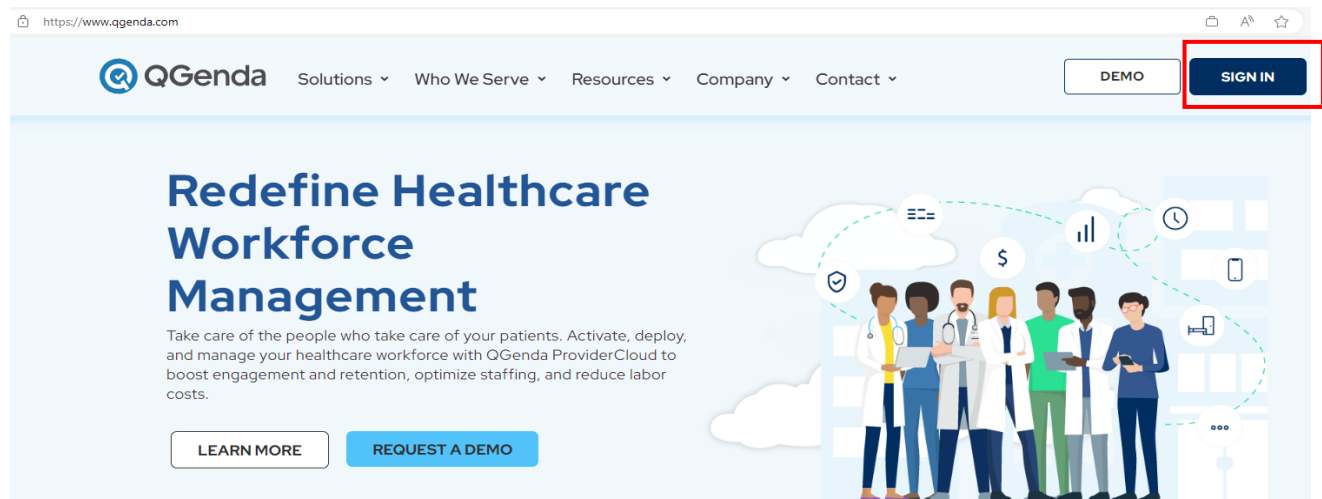 https://www.qgenda.com
QGenda Solutions Who We Serve Resources Company Contact DEMO SIGN IN
Redefine Healthcare
Workforce
Management
Take care of the people who take care of your patients. Activate, deploy,
and manage your healthcare workforce with QGenda ProviderCloud to
boost engagement and retention, optimize staffing, and reduce labor
costs.
LEARN MORE REQUEST A DEMO